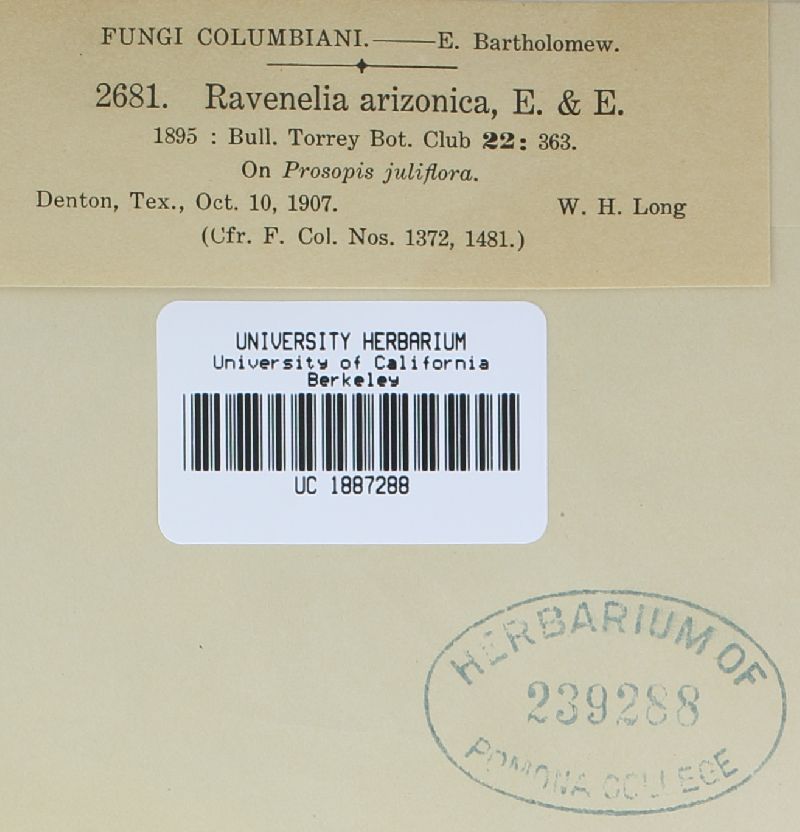 FUNGI COLUMBIANI.——E. Bartholomew.
2681. Ravenelia arizonica, E. & E.
1895 : Bull. Torrey Bot. Club 22: 363.
On Prosopis juliflora.
Denton, Tex., Oct. 10, 1907. W. H. Long
(Cfr. F. Col. Nos. 1372, 1481.)
UNIVERSITY HERBARIUM
University of California
Berkeley
UC 1887288
HERBARIUM OF
239288
POMONA COLLEGE